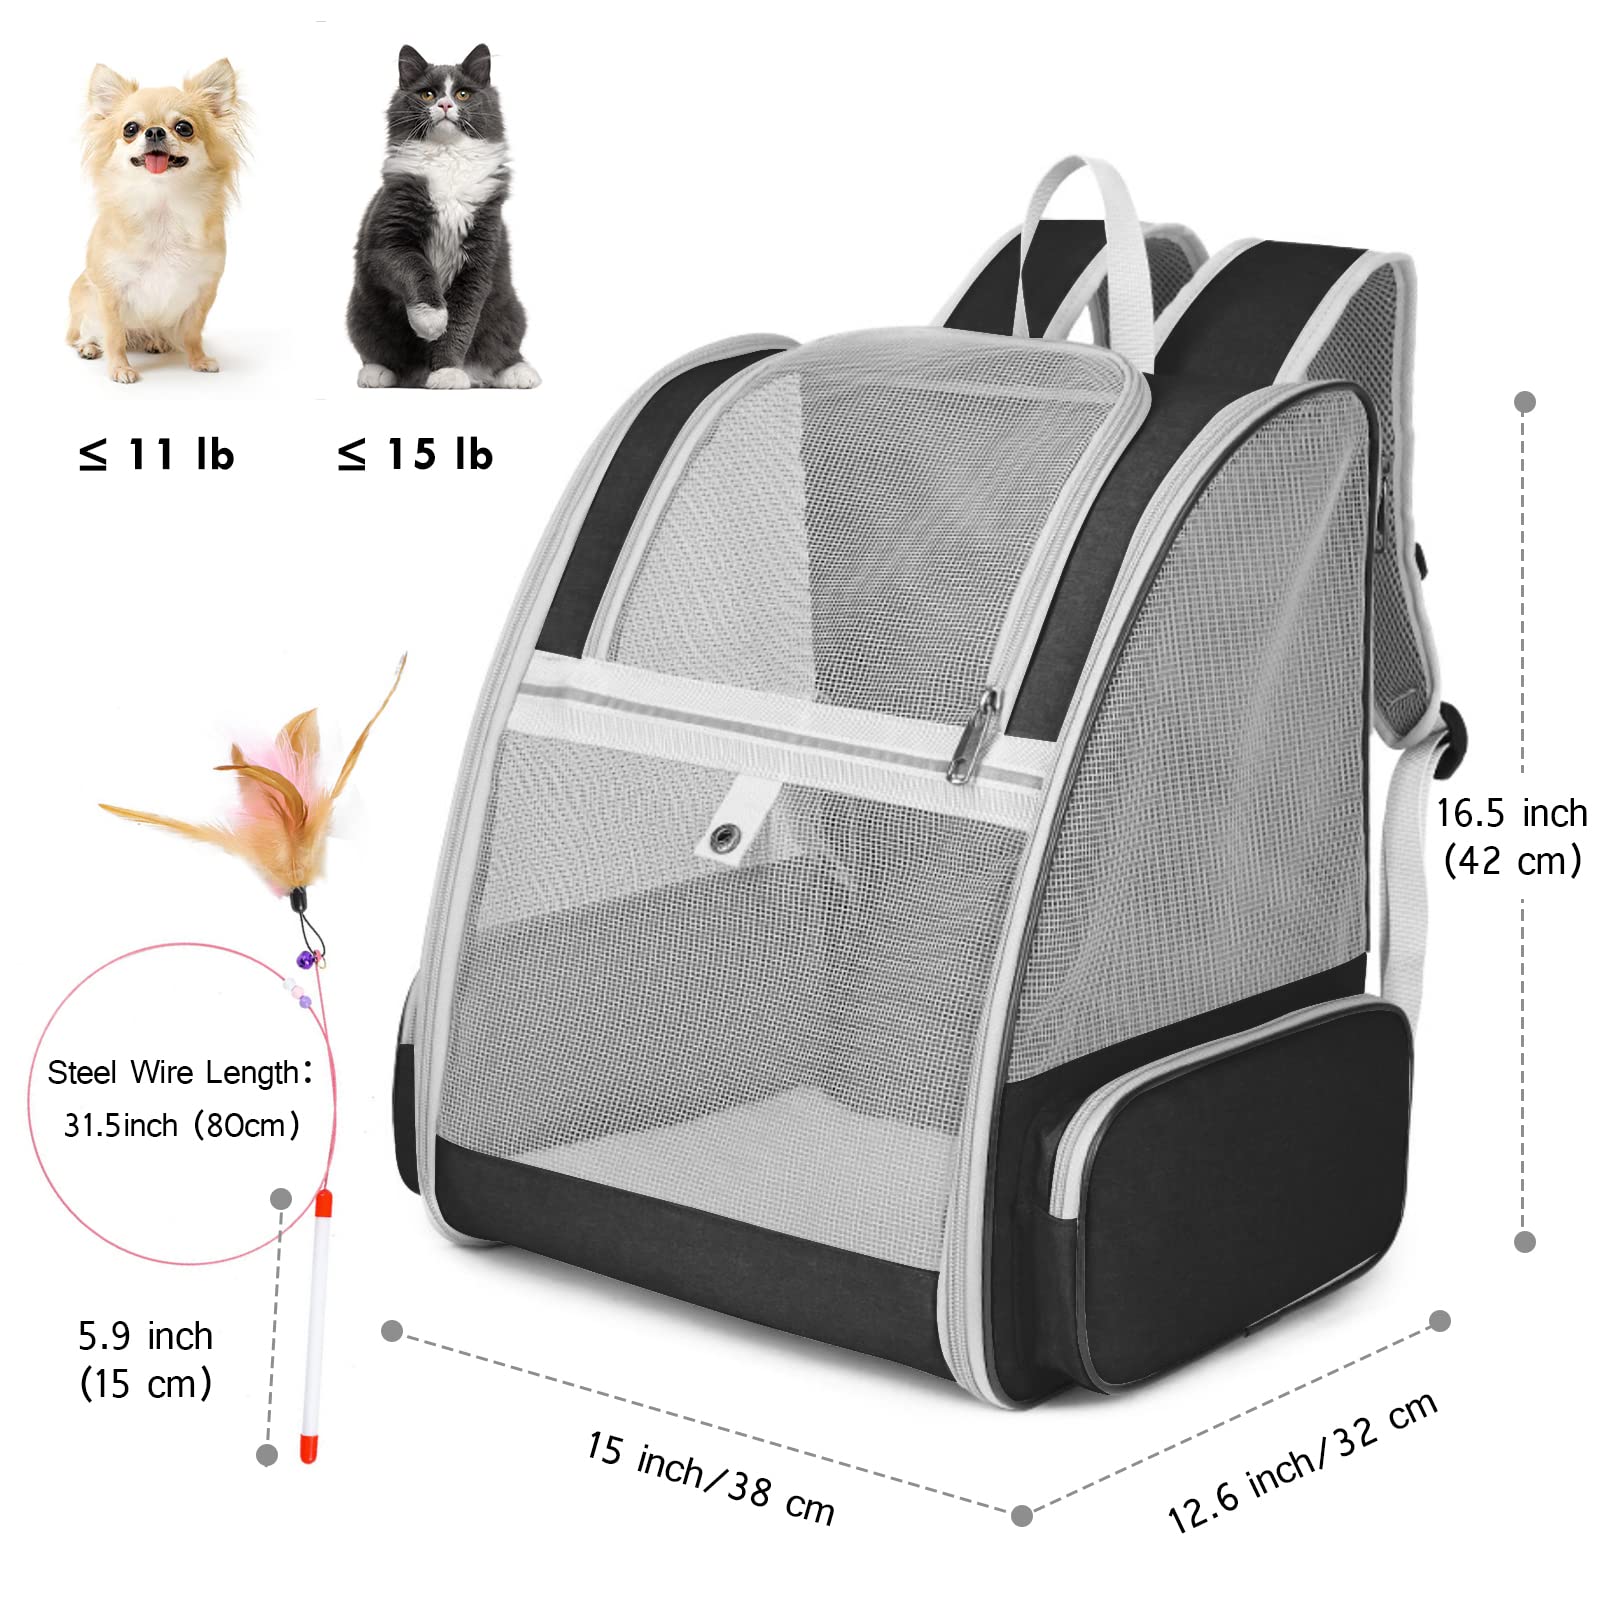 ≤ 11 lb
≤ 15 lb
16.5 inch
(42 cm)
Steel Wire Length:
31.5inch (80cm)
5.9 inch
(15 cm)
15 inch/38 cm
12.6 inch/32 cm